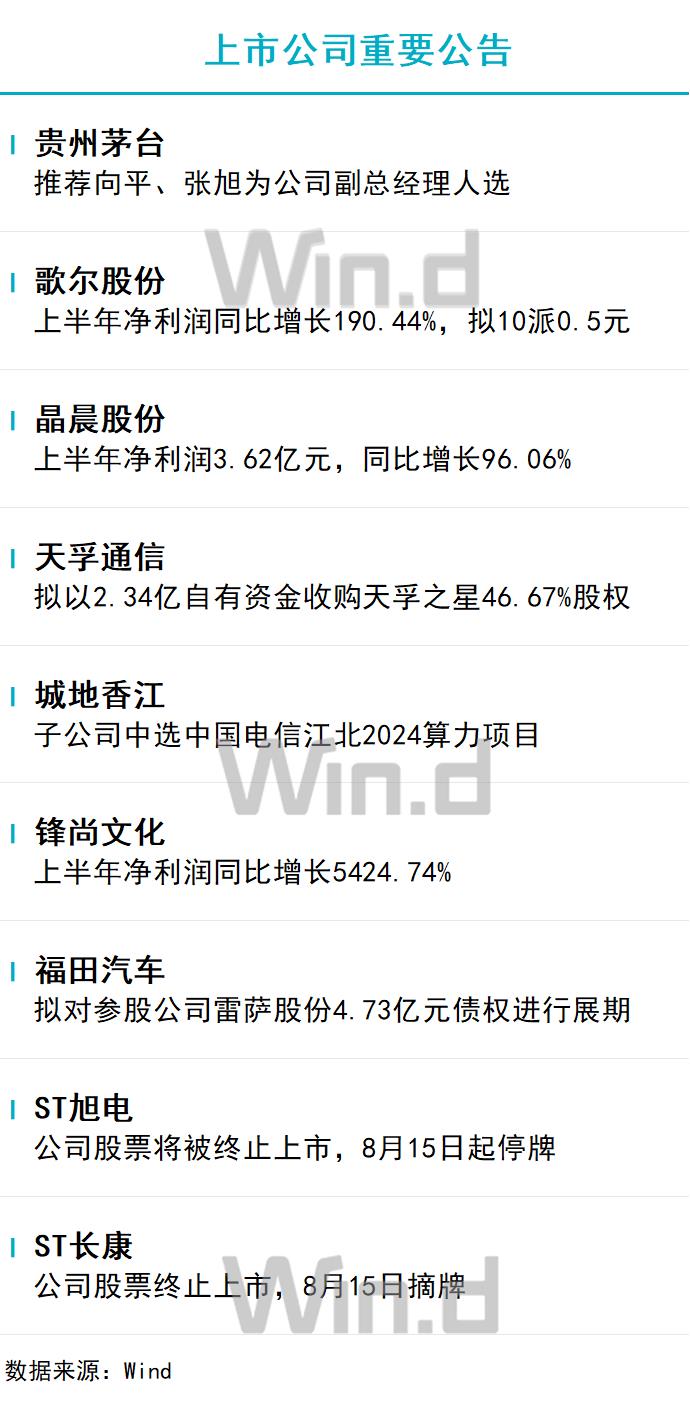 上市公司重要公告
贵州茅台
推荐向平、张旭为公司副总经理人选
Win.d
歌尔股份
上半年净利润同比增长190.44%，拟10派0.5元
晶晨股份
上半年净利润3.62亿元，同比增长96.06%
天孚通信
拟以2.34亿自有资金收购天孚之星46.67%股权
城地香江
子公司中选中国电信江北2024算力项目
Win.d
锋尚文化
上半年净利润同比增长5424.74%
福田汽车
拟对参股公司雷萨股份4.73亿元债权进行展期
ST旭电
公司股票将被终止上市，8月15日起停牌
ST长康
公司股票终止上市，8月15日摘牌
Win.d
数据来源：Wind